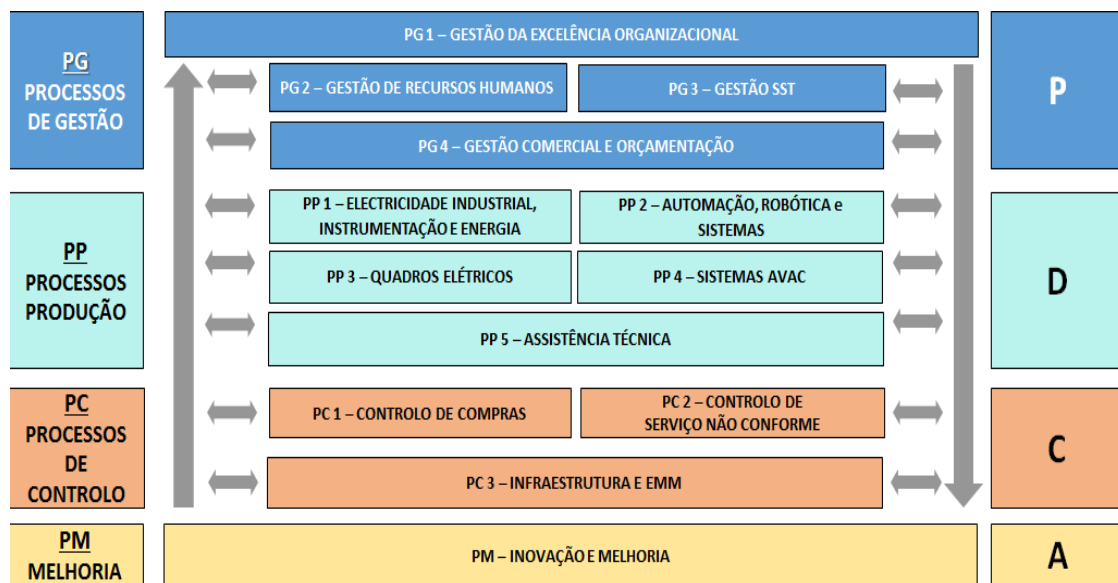 PG
PROCESSOS
DE GESTÃO
PG 1 – GESTÃO DA EXCELÊNCIA ORGANIZACIONAL
PG 2 – GESTÃO DE RECURSOS HUMANOS
PG 3 – GESTÃO SST
PG 4 – GESTÃO COMERCIAL E ORÇAMENTAÇÃO
P
PP
PROCESSOS
PRODUÇÃO
PP 1 – ELECTRICIDADE INDUSTRIAL,
INSTRUMENTAÇÃO E ENERGIA
PP 2 – AUTOMAÇÃO, ROBÓTICA e
SISTEMAS
PP 3 – QUADROS ELÉTRICOS
PP 4 – SISTEMAS AVAC
PP 5 – ASSISTÊNCIA TÉCNICA
D
PC
PROCESSOS
DE
CONTROLO
PC 1 – CONTROLO DE COMPRAS
PC 2 – CONTROLO DE
SERVIÇO NÃO CONFORME
PC 3 – INFRAESTRUTURA E EMM
C
PM
MELHORIA
PM – INOVAÇÃO E MELHORIA
A